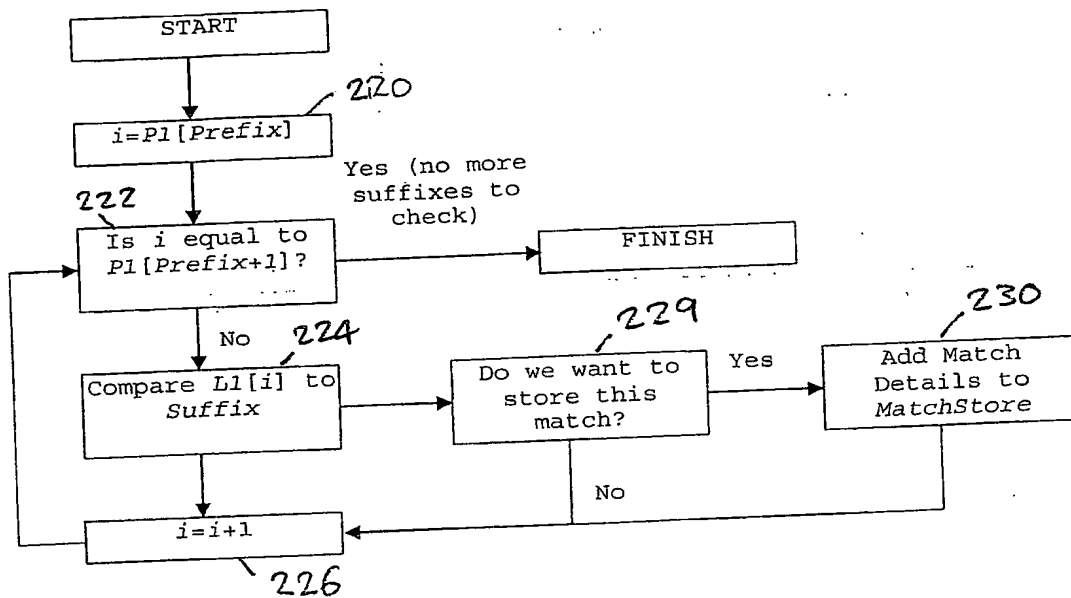 START
220
i=P1[Prefix]
Yes (no more
suffixes to
check)
222
Is i equal to
P1[Prefix+1]?
FINISH
No
224
229
230
Compare L1[i] to
Suffix
Do we want to
store this
match?
Yes
Add Match
Details to
MatchStore
No
i=i+1
226